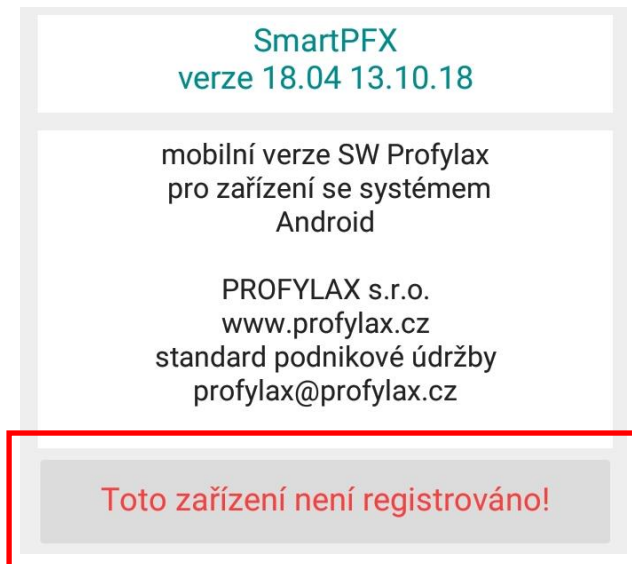 SmartPFX
verze 18.04 13.10.18
mobilní verze SW Profylax
pro zařízení se systémem
Android
PROFYLAX s.r.o.
www.profylax.cz
standard podnikové údržby
profylax@profylax.cz
Toto zařízení není registrováno!